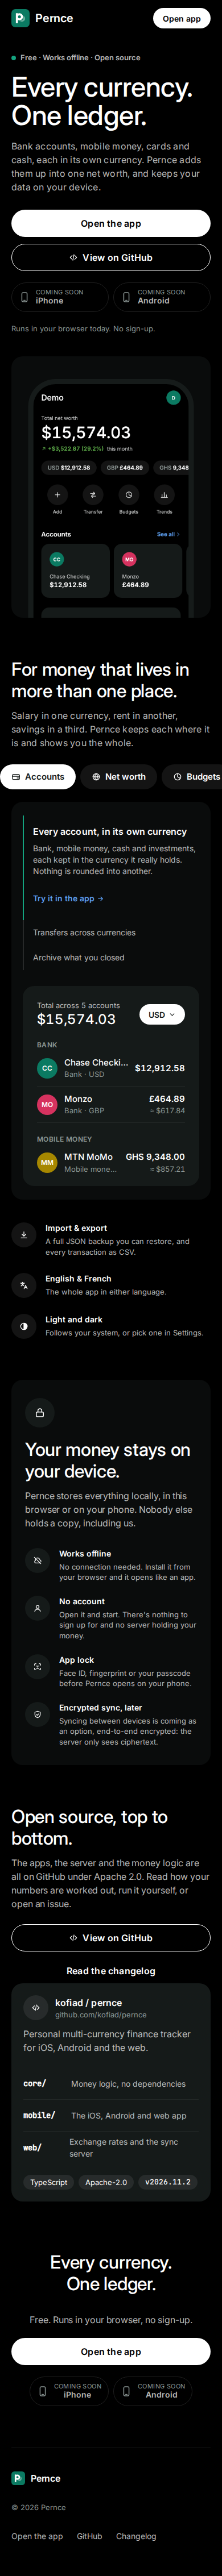 Pernce
Open app
Free · Works offline · Open source
Every currency.
One ledger.
Bank accounts, mobile money, cards and
cash, each in its own currency. Pernce adds
them up into one net worth, and keeps your
data on your device.
Open the app
View on GitHub
COMING SOON
iPhone
COMING SOON
Android
Runs in your browser today. No sign-up.
Demo
D
Total net worth
$15,574.03
+$3,522.87 (29.2%) this month
USD $12,912.58
GBP £464.89
GHS 9,348
Add
Transfer
Budgets
Trends
Accounts
See all
CC
Chase Checking
$12,912.58
MO
Monzo
£464.89
For money that lives in
more than one place.
Salary in one currency, rent in another,
savings in a third. Pernce keeps each where it
is and shows you the whole.
Accounts
Net worth
Budgets
Every account, in its own currency
Bank, mobile money, cash and investments,
each kept in the currency it really holds.
Nothing is rounded into another.
Try it in the app →
Transfers across currencies
Archive what you closed
Total across 5 accounts
$15,574.03
USD
BANK
CC
Chase Checki...
Bank · USD
$12,912.58
MO
Monzo
Bank · GBP
£464.89
≈ $617.84
MOBILE MONEY
MM
MTN MoMo
Mobile mone...
GHS 9,348.00
≈ $857.21
Import & export
A full JSON backup you can restore, and
every transaction as CSV.
English & French
The whole app in either language.
Light and dark
Follows your system, or pick one in Settings.
Your money stays on
your device.
Pernce stores everything locally, in this
browser or on your phone. Nobody else
holds a copy, including us.
Works offline
No connection needed. Install it from
your browser and it opens like an app.
No account
Open it and start. There's nothing to
sign up for and no server holding your
money.
App lock
Face ID, fingerprint or your passcode
before Pernce opens on your phone.
Encrypted sync, later
Syncing between devices is coming as
an option, end-to-end encrypted: the
server only sees ciphertext.
Open source, top to
bottom.
The apps, the server and the money logic are
all on GitHub under Apache 2.0. Read how your
numbers are worked out, run it yourself, or
open an issue.
View on GitHub
Read the changelog
kofiad / pernce
github.com/kofiad/pernce
Personal multi-currency finance tracker
for iOS, Android and the web.
core/
Money logic, no dependencies
mobile/
The iOS, Android and web app
web/
Exchange rates and the sync
server
TypeScript
Apache-2.0
v2026.11.2
Every currency.
One ledger.
Free. Runs in your browser, no sign-up.
Open the app
COMING SOON
iPhone
COMING SOON
Android
Pernce
© 2026 Pernce
Open the app
GitHub
Changelog